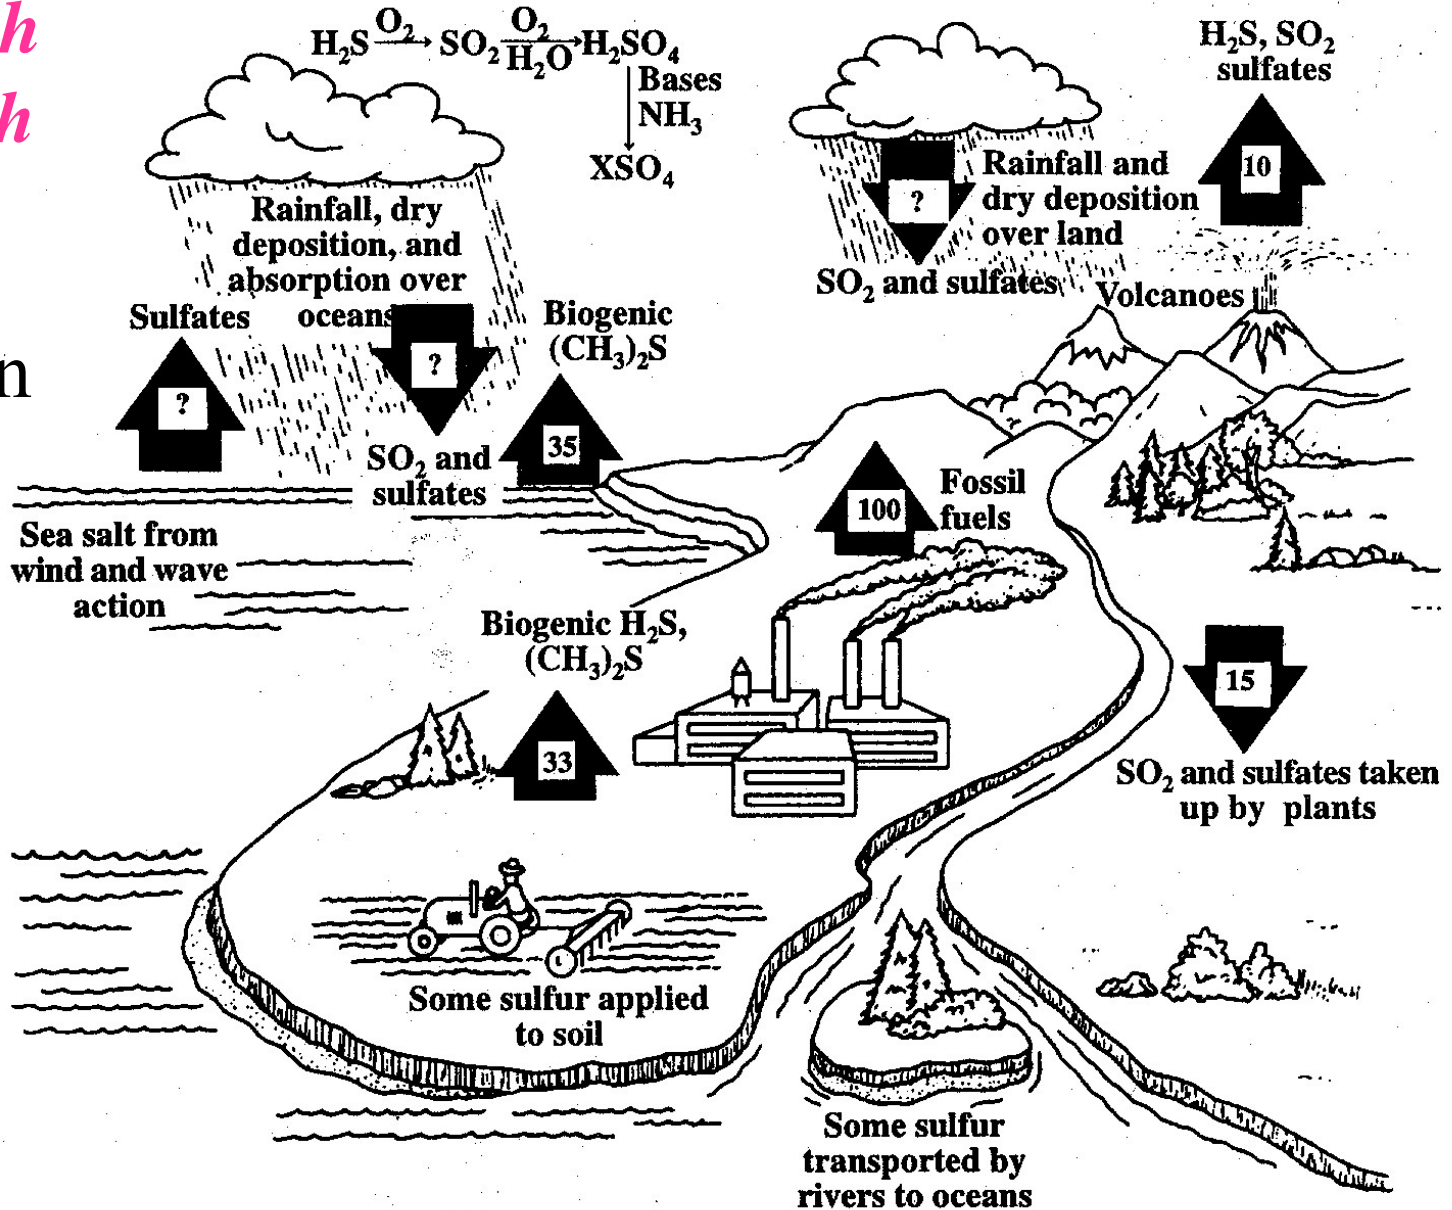 h
h
n
H₂S O₂→ SO₂ O₂/H₂O→ H₂SO₄
Bases
NH₃
XSO₄
Rainfall, dry
deposition, and
absorption over
oceans
Sulfates
?
?
SO₂ and
sulfates
Biogenic
(CH₃)₂S
35
Sea salt from
wind and wave
action
?
Rainfall and
dry deposition
over land
SO₂ and sulfates
H₂S, SO₂
sulfates
10
Volcanoes
100
Fossil
fuels
Biogenic H₂S,
(CH₃)₂S
33
15
SO₂ and sulfates taken
up by plants
Some sulfur applied
to soil
Some sulfur
transported by
rivers to oceans